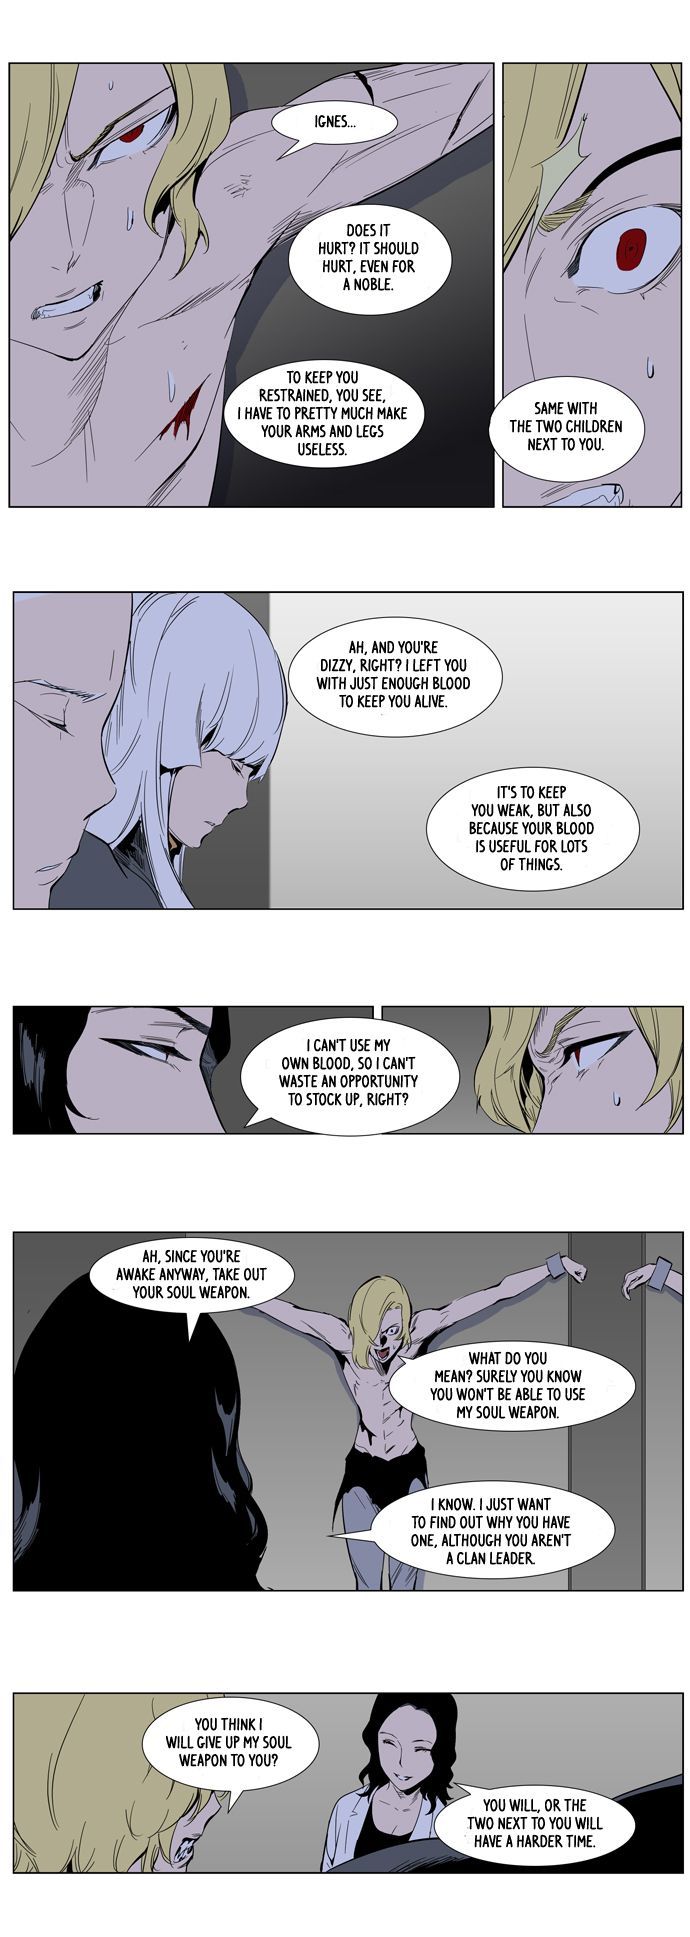 IGNES...
DOES IT
HURT? IT SHOULD
HURT, EVEN FOR
A NOBLE.
TO KEEP YOU
RESTRAINED, YOU SEE,
I HAVE TO PRETTY MUCH MAKE
YOUR ARMS AND LEGS
USELESS.
SAME WITH
THE TWO CHILDREN
NEXT TO YOU.
AH, AND YOU'RE
DIZZY, RIGHT? I LEFT YOU
WITH JUST ENOUGH BLOOD
TO KEEP YOU ALIVE.
IT'S TO KEEP
YOU WEAK, BUT ALSO
BECAUSE YOUR BLOOD
IS USEFUL FOR LOTS
OF THINGS.
I CAN'T USE MY
OWN BLOOD, SO I CAN'T
WASTE AN OPPORTUNITY
TO STOCK UP, RIGHT?
AH, SINCE YOU'RE
AWAKE ANYWAY, TAKE OUT
YOUR SOUL WEAPON.
WHAT DO YOU
MEAN? SURELY YOU KNOW
YOU WON'T BE ABLE TO USE
MY SOUL WEAPON.
I KNOW. I JUST WANT
TO FIND OUT WHY YOU HAVE
ONE, ALTHOUGH YOU AREN'T
A CLAN LEADER.
YOU THINK I
WILL GIVE UP MY SOUL
WEAPON TO YOU?
YOU WILL, OR THE
TWO NEXT TO YOU WILL
HAVE A HARDER TIME.